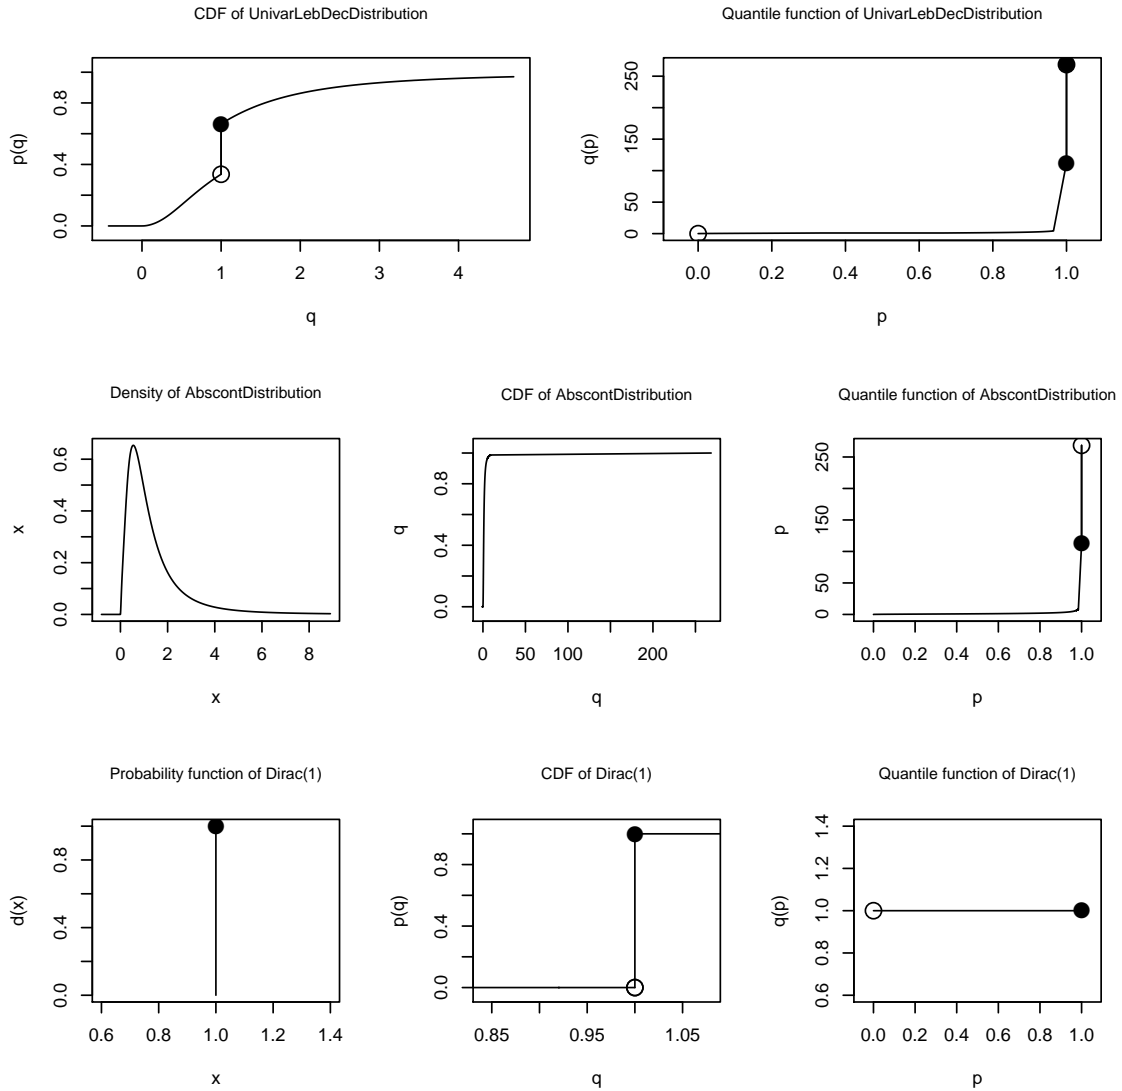 CDF of UnivarLebDecDistribution
p(q)
0.0 0.4 0.8
0 1 2 3 4
q
Quantile function of UnivarLebDecDistribution
q(p)
0 50 150 250
0.0 0.2 0.4 0.6 0.8 1.0
p
Density of AbscontDistribution
x
0.0 0.2 0.4 0.6
0 2 4 6 8
x
CDF of AbscontDistribution
q
0.0 0.4 0.8
0 50 100 200
q
Quantile function of AbscontDistribution
p
0 50 150 250
0.0 0.2 0.4 0.6 0.8 1.0
p
Probability function of Dirac(1)
d(x)
0.0 0.4 0.8
0.6 0.8 1.0 1.2 1.4
x
CDF of Dirac(1)
p(q)
0.0 0.4 0.8
0.85 0.95 1.05
q
Quantile function of Dirac(1)
q(p)
0.6 0.8 1.0 1.2 1.4
0.0 0.2 0.4 0.6 0.8 1.0
p